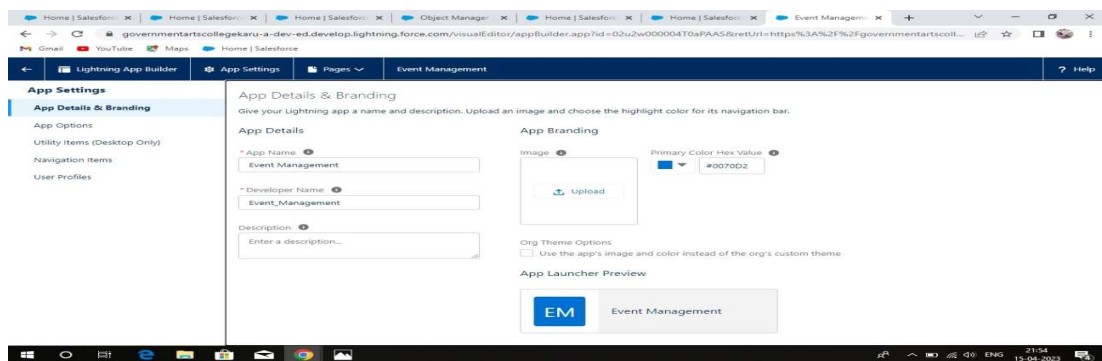 Home | Salesforc
Home | Salesforc
Home | Salesforc
Object Manager
Home | Salesforc
Home | Salesforc
Event Managem
governmentartscollegekaru-a-dev-ed.develop.lightning.force.com/visualEditor/appBuilder.app?id=02u2w000004T0aPAAS&retUrl=https%3A%2F%2Fgovernmentartscoll...
Gmail YouTube Maps Home | Salesforce
Lightning App Builder App Settings Pages Event Management ? Help
App Settings
App Details & Branding
App Options
Utility Items (Desktop Only)
Navigation Items
User Profiles
App Details & Branding
Give your Lightning app a name and description. Upload an image and choose the highlight color for its navigation bar.
App Details
* App Name
Event Management
* Developer Name
Event_Management
Description
Enter a description...
App Branding
Image
Upload
Primary Color Hex Value
#0070D2
Org Theme Options
Use the app's image and color instead of the org's custom theme
App Launcher Preview
EM
Event Management
ENG
21:54
15-04-2023